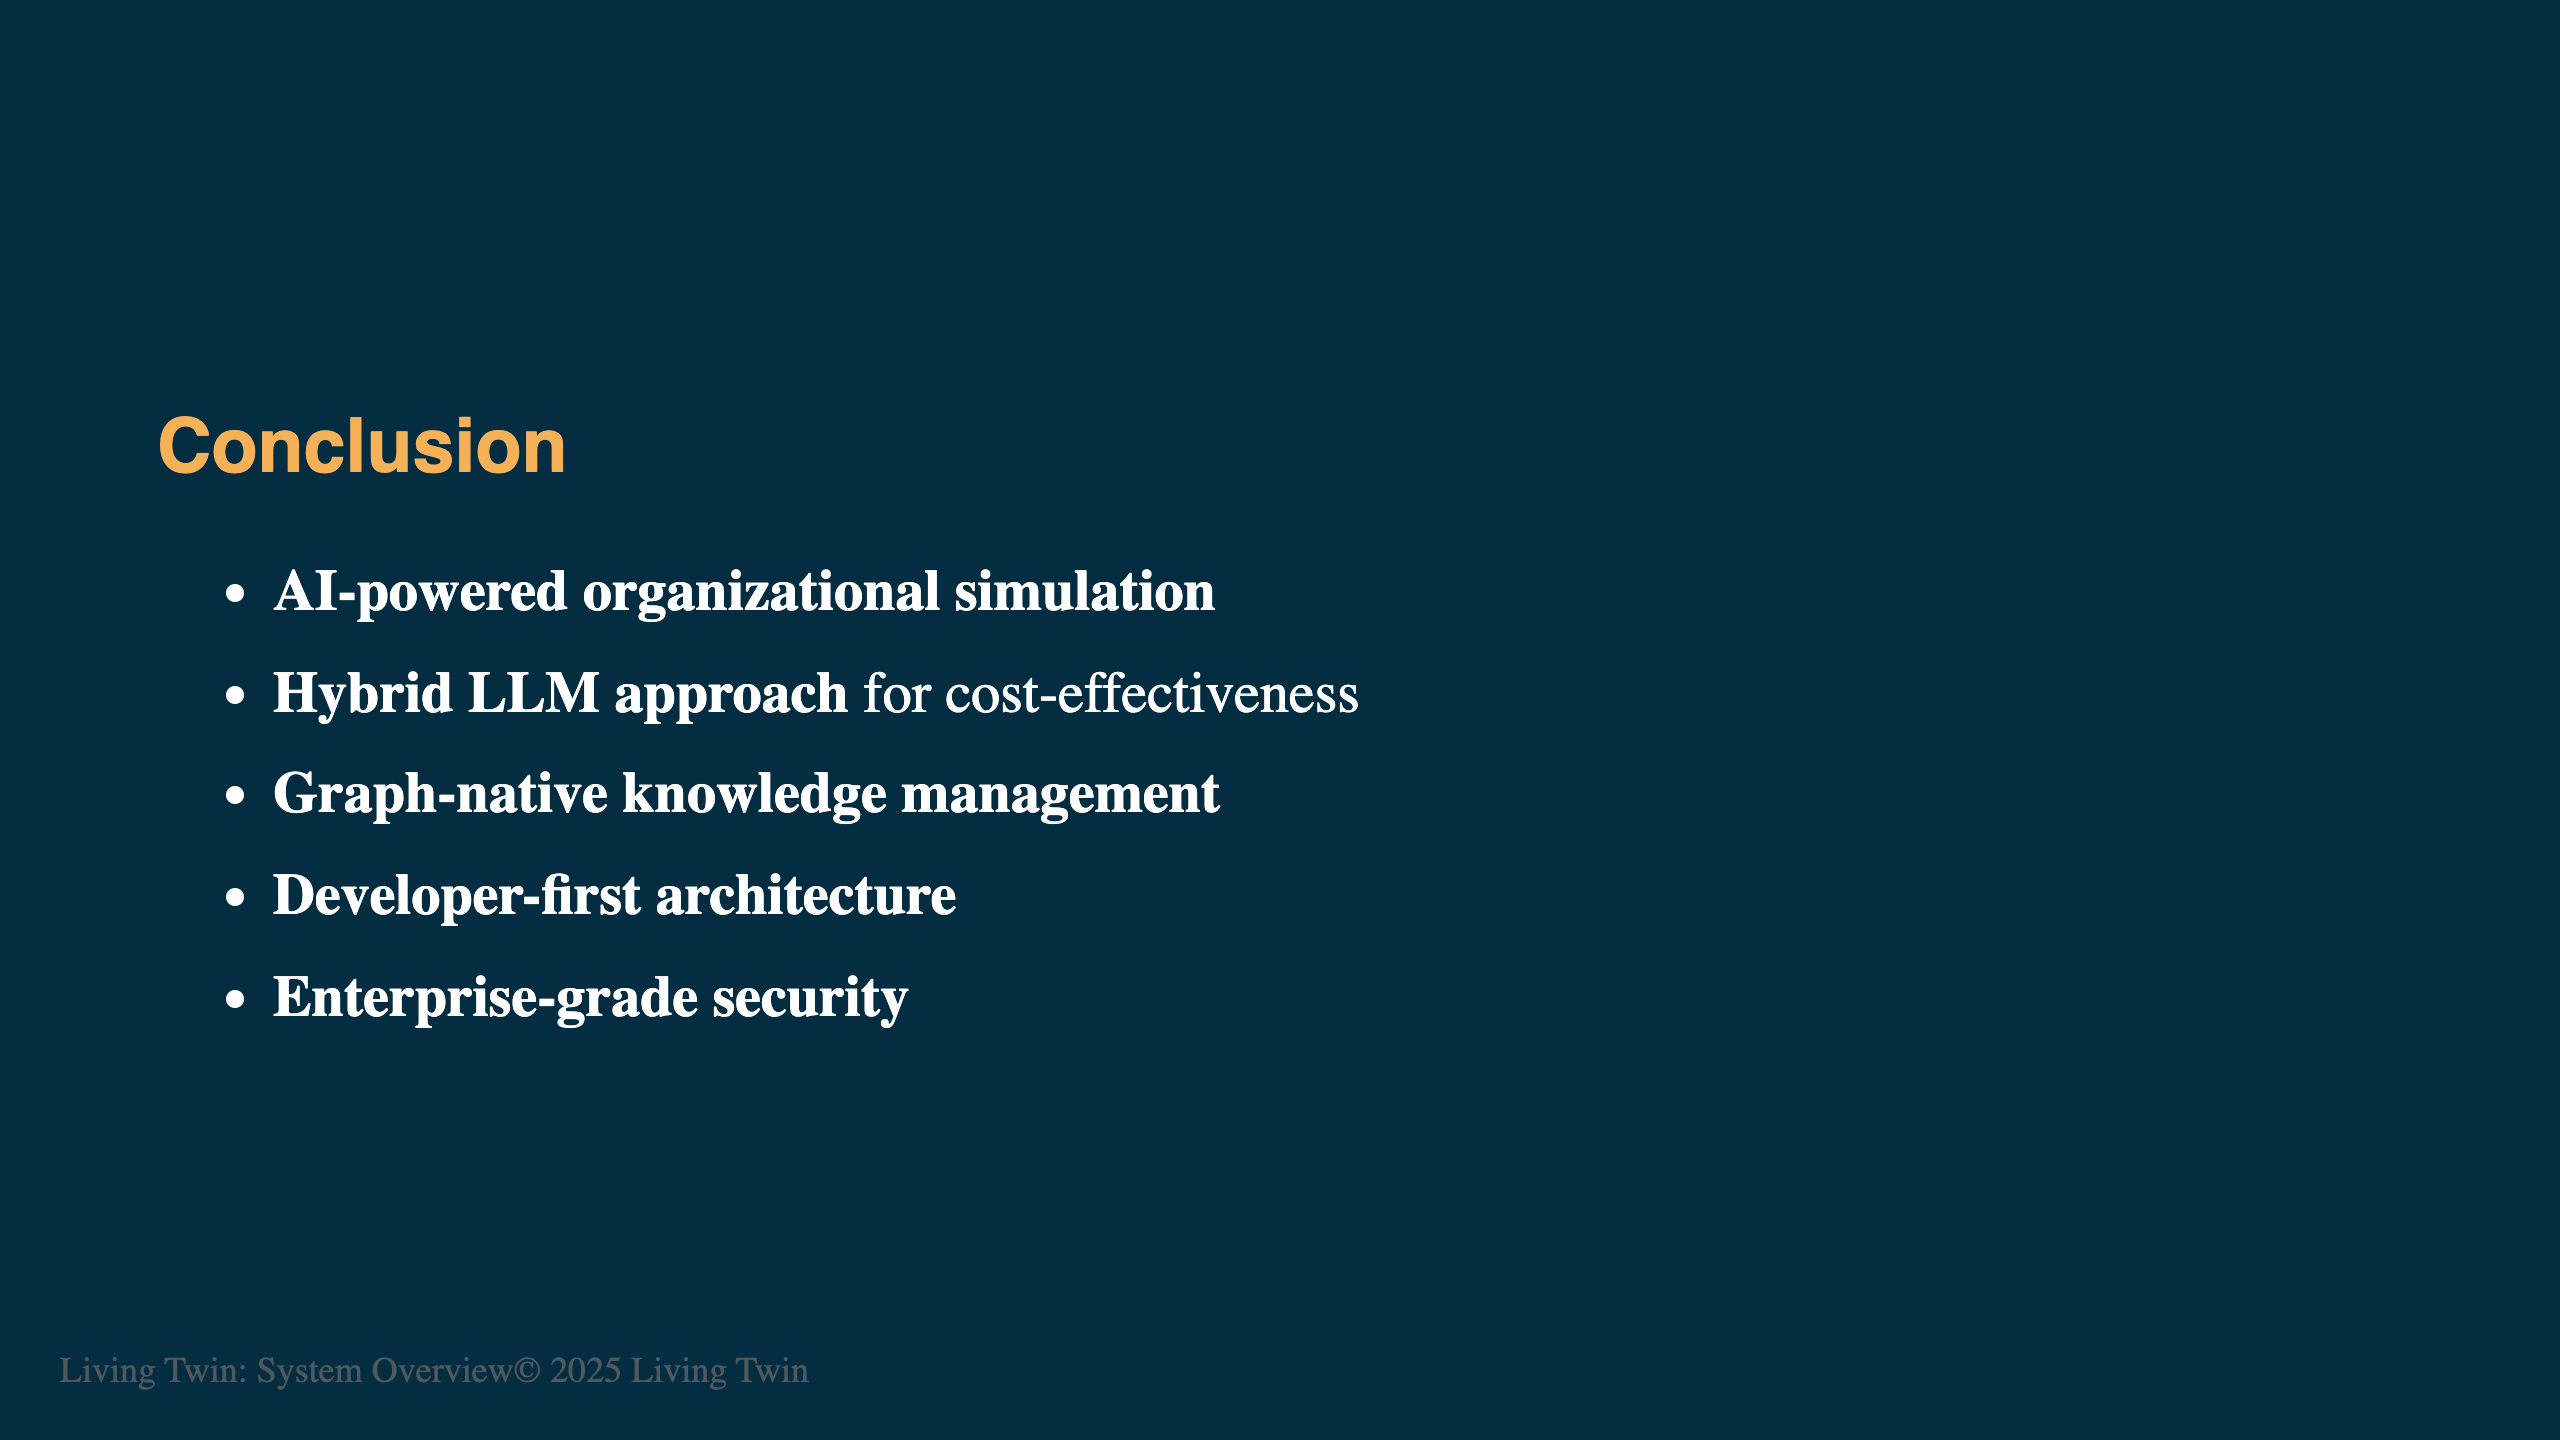 Conclusion
• AI-powered organizational simulation
• Hybrid LLM approach for cost-effectiveness
• Graph-native knowledge management
• Developer-first architecture
• Enterprise-grade security
Living Twin: System Overview© 2025 Living Twin